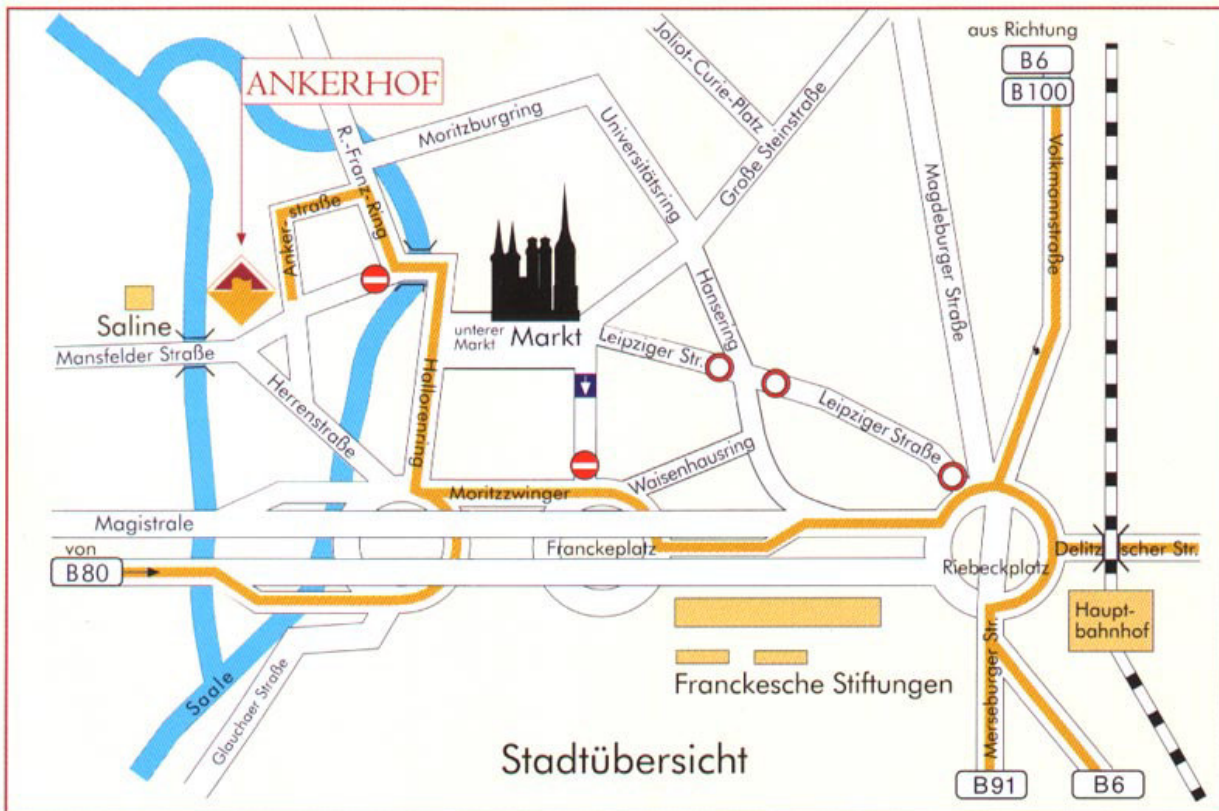 aus Richtung
B6
B100
ANKERHOF
Joliot-Curie-Platz
Moritzburgring
R.-Franz-Ring
Universitätsring
Große Steinstraße
Magdeburger Straße
Volkmannstraße
Anker-straße
Saline
Hansering
unterer
Markt
Markt
Leipziger Str.
Mansfelder Straße
Herrenstraße
Hallorenring
Leipziger Straße
Waisenhausring
Moritzzwinger
Magistrale
von
B80
Franckeplatz
Riebeckplatz
Delitzscher Str.
Haupt-
bahnhof
Saale
Glauchaer Straße
Franckesche Stiftungen
Merseburger Str.
Stadtübersicht
B91
B6